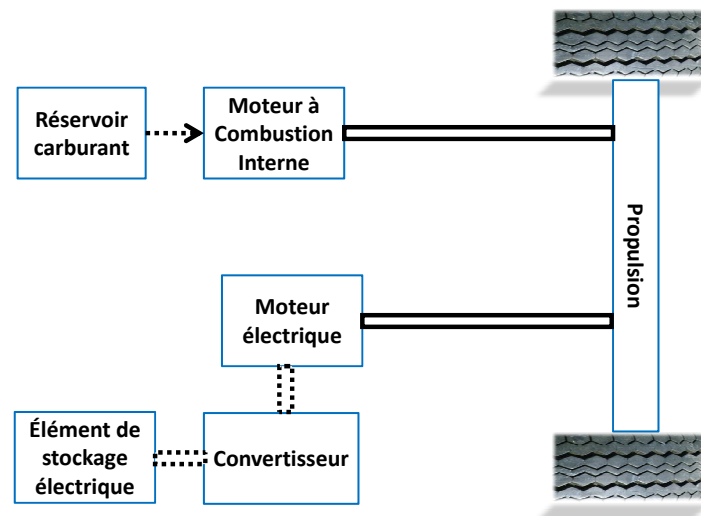 Réservoir
carburant
Moteur à
Combustion
Interne
Propulsion
Moteur
électrique
Élément de
stockage
électrique
Convertisseur